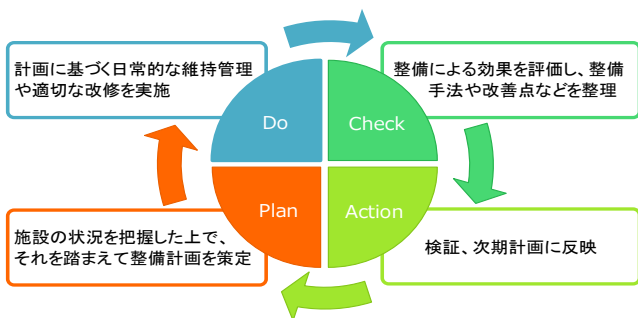 計画に基づく日常的な維持管理
や適切な改修を実施
整備による効果を評価し、整備
手法や改善点などを整理
Do
Check
Plan
Action
施設の状況を把握した上で、
それを踏まえて整備計画を策定
検証、次期計画に反映